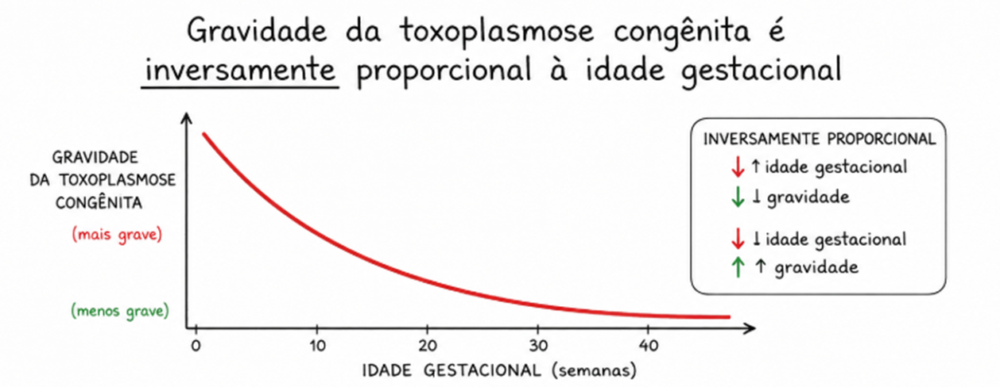 Gravidade da toxoplasmose congênita é
inversamente proporcional à idade gestacional
GRAVIDADE
DA TOXOPLASMOSE
CONGÊNITA
(mais grave)
(menos grave)
0 10 20 30 40
IDADE GESTACIONAL (semanas)
INVERSAMENTE PROPORCIONAL
↓ ↑ idade gestacional
↓ ↓ gravidade
↓ ↓ idade gestacional
↑ ↑ gravidade